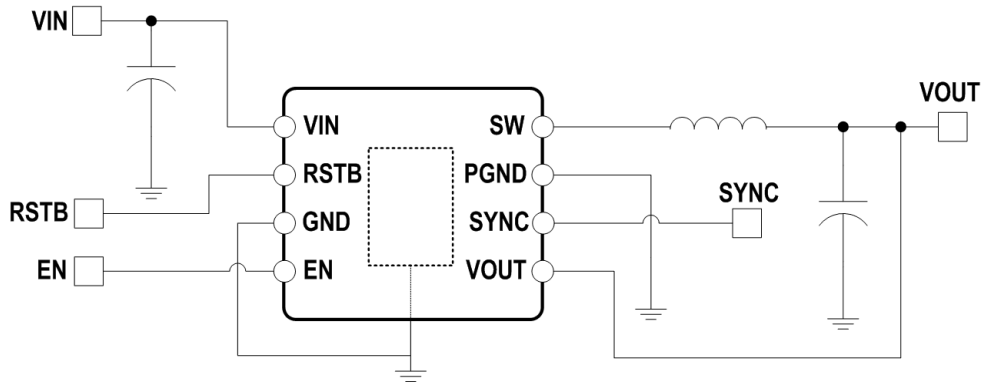 VIN
VOUT
VIN SW
RSTB PGND
SYNC
RSTB
GND SYNC
EN
EN VOUT